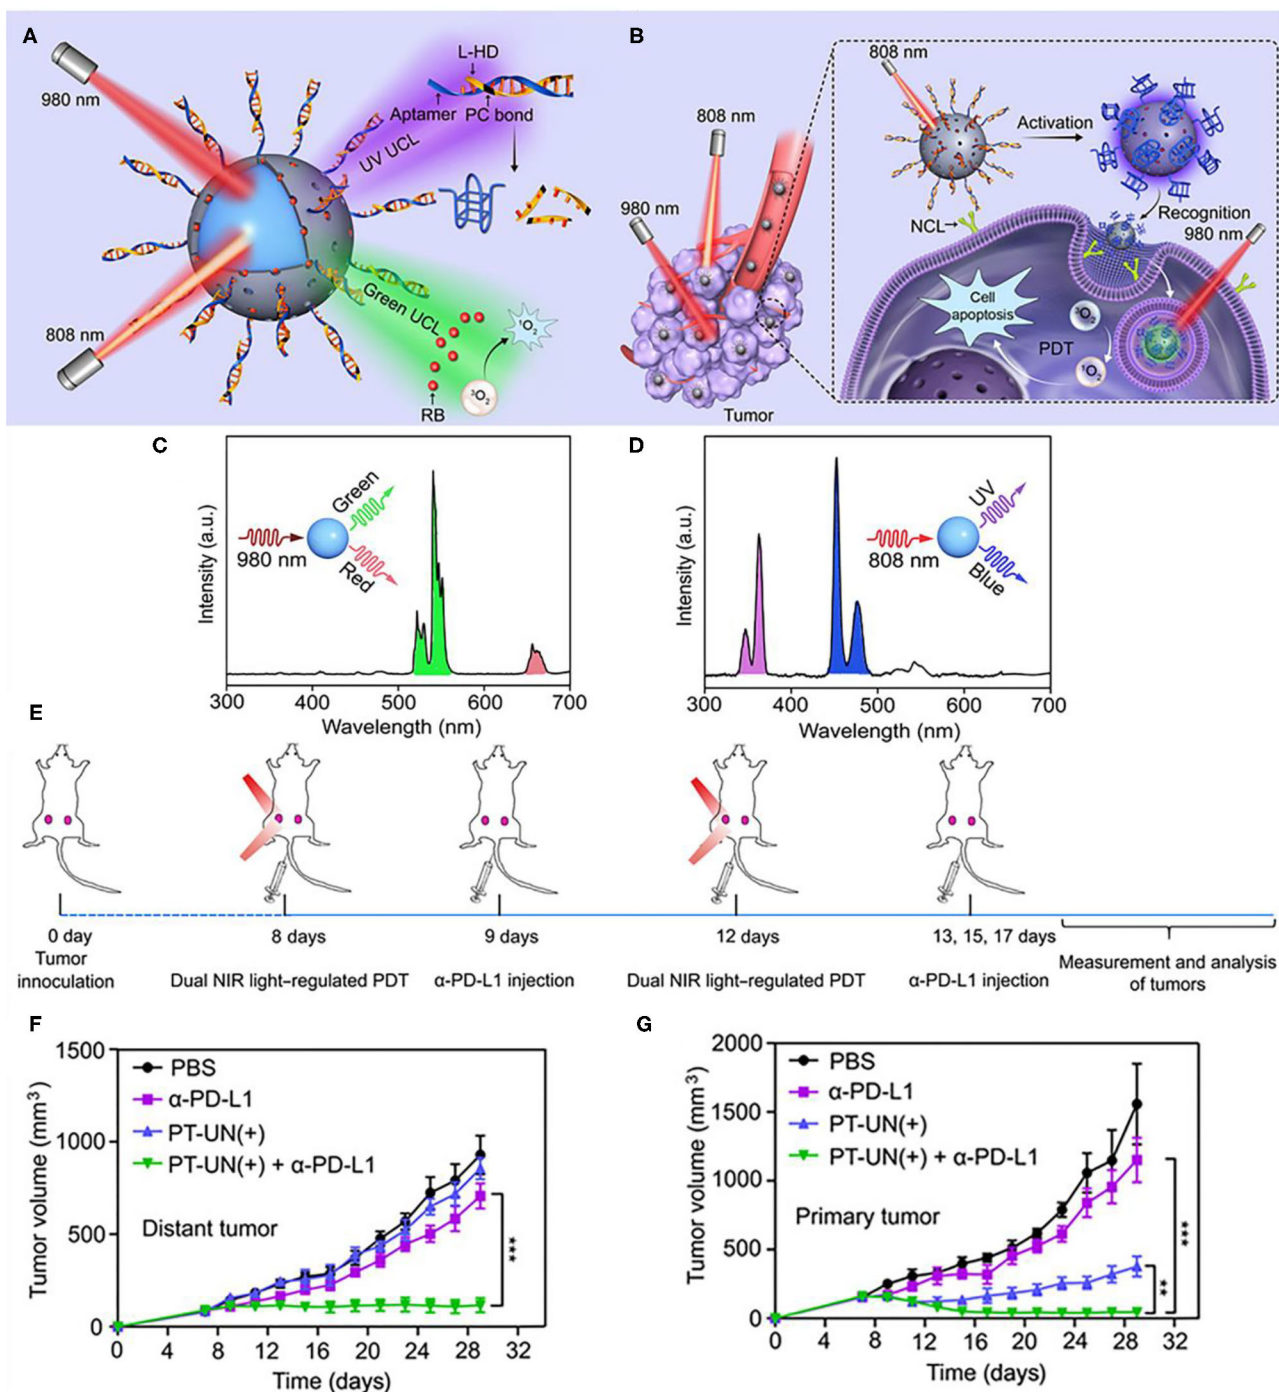 A
980 nm
L-HD
Aptamer
PC bond
UV UCL
808 nm
Green UCL
¹O₂
³O₂
RB
B
808 nm
980 nm
Tumor
808 nm
Activation
NCL→
Recognition
980 nm
Cell
apoptosis
³O₂
PDT
¹O₂
C
Intensity (a.u.)
Green
980 nm
Red
300 400 500 600 700
Wavelength (nm)
D
Intensity (a.u.)
UV
808 nm
Blue
300 400 500 600 700
Wavelength (nm)
E
0 day
Tumor
innoculation
8 days
Dual NIR light–regulated PDT
9 days
α-PD-L1 injection
12 days
Dual NIR light–regulated PDT
13, 15, 17 days
α-PD-L1 injection
Measurement and analysis
of tumors
F
Tumor volume (mm³)
1500
1000
500
0
PBS
α-PD-L1
PT-UN(+)
PT-UN(+) + α-PD-L1
Distant tumor
***
0 4 8 12 16 20 24 28 32
Time (days)
G
Tumor volume (mm³)
2000
1500
1000
500
0
PBS
α-PD-L1
PT-UN(+)
PT-UN(+) + α-PD-L1
Primary tumor
**
***
0 4 8 12 16 20 24 28 32
Time (days)